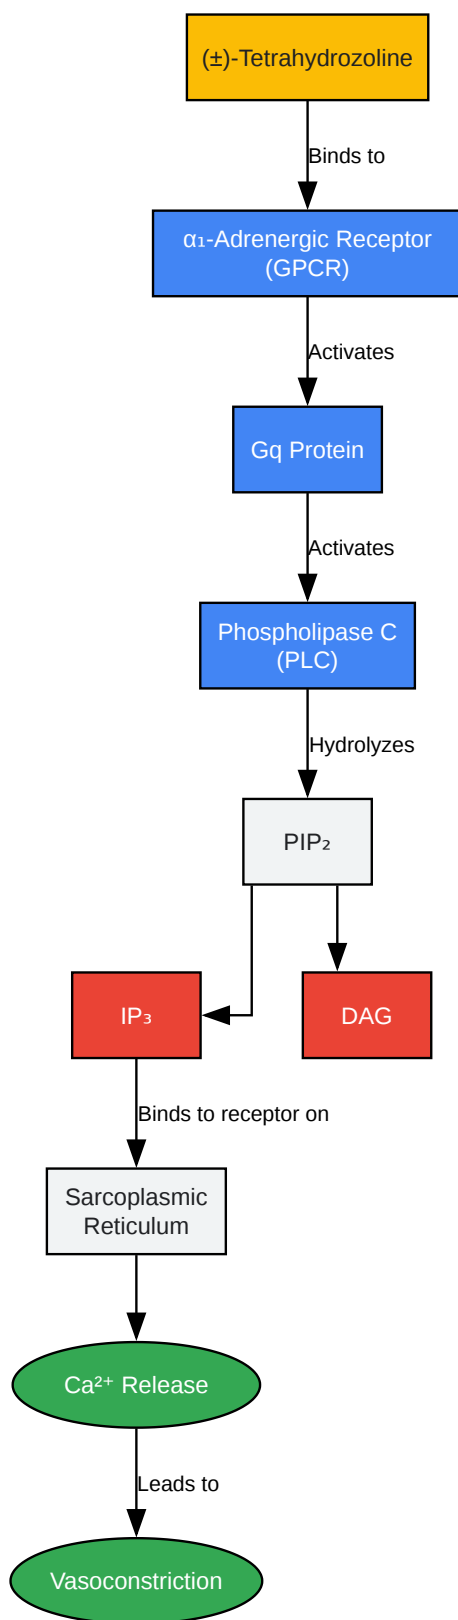 (±)-Tetrahydrozoline
Binds to
α₁-Adrenergic Receptor
(GPCR)
Activates
Gq Protein
Activates
Phospholipase C
(PLC)
Hydrolyzes
PIP₂
IP₃
DAG
Binds to receptor on
Sarcoplasmic
Reticulum
Ca²⁺ Release
Leads to
Vasoconstriction